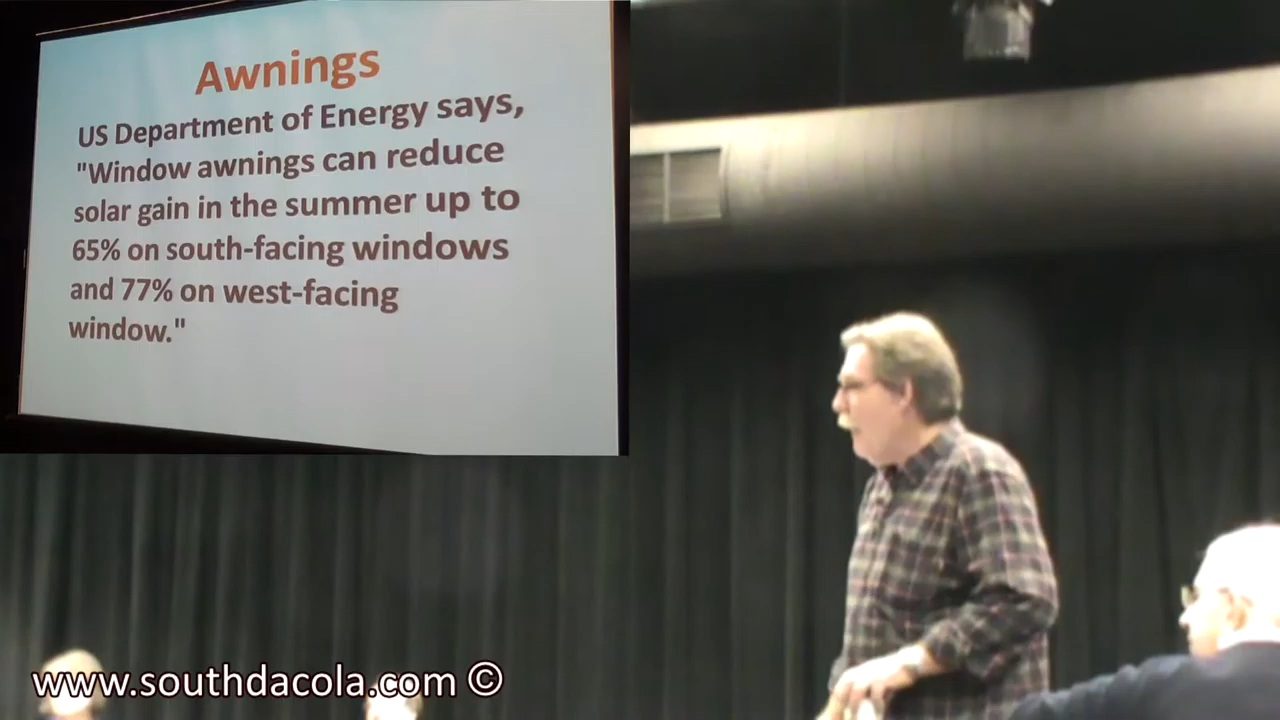 Awnings
US Department of Energy says,
"Window awnings can reduce
solar gain in the summer up to
65% on south-facing windows
and 77% on west-facing
window."
www.southdacola.com ©